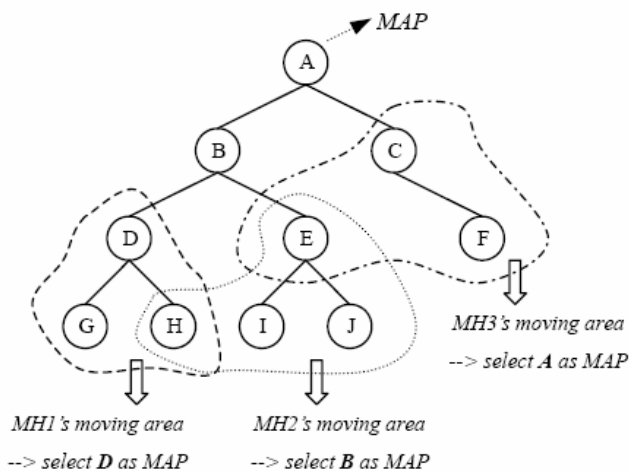 MAP
A
B
C
D
E
F
G
H
I
J
MH3's moving area
--> select A as MAP
MH1's moving area
--> select D as MAP
MH2's moving area
--> select B as MAP